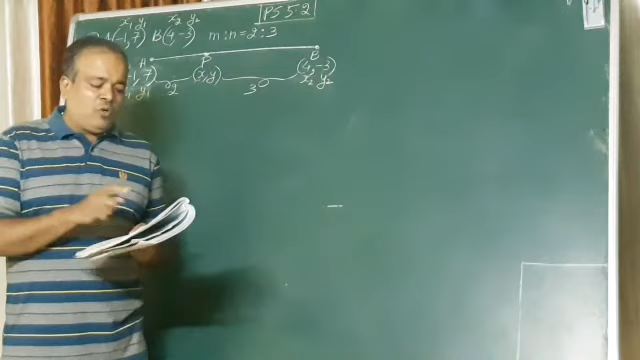 PS 5.2
x₁ y₁ x₂ y₂
A(-1, 7) B(4,-3) m:n = 2:3
A P B
-1, 7) (x,y) (4,-3)
y₁ 2 3 x₂ y₂